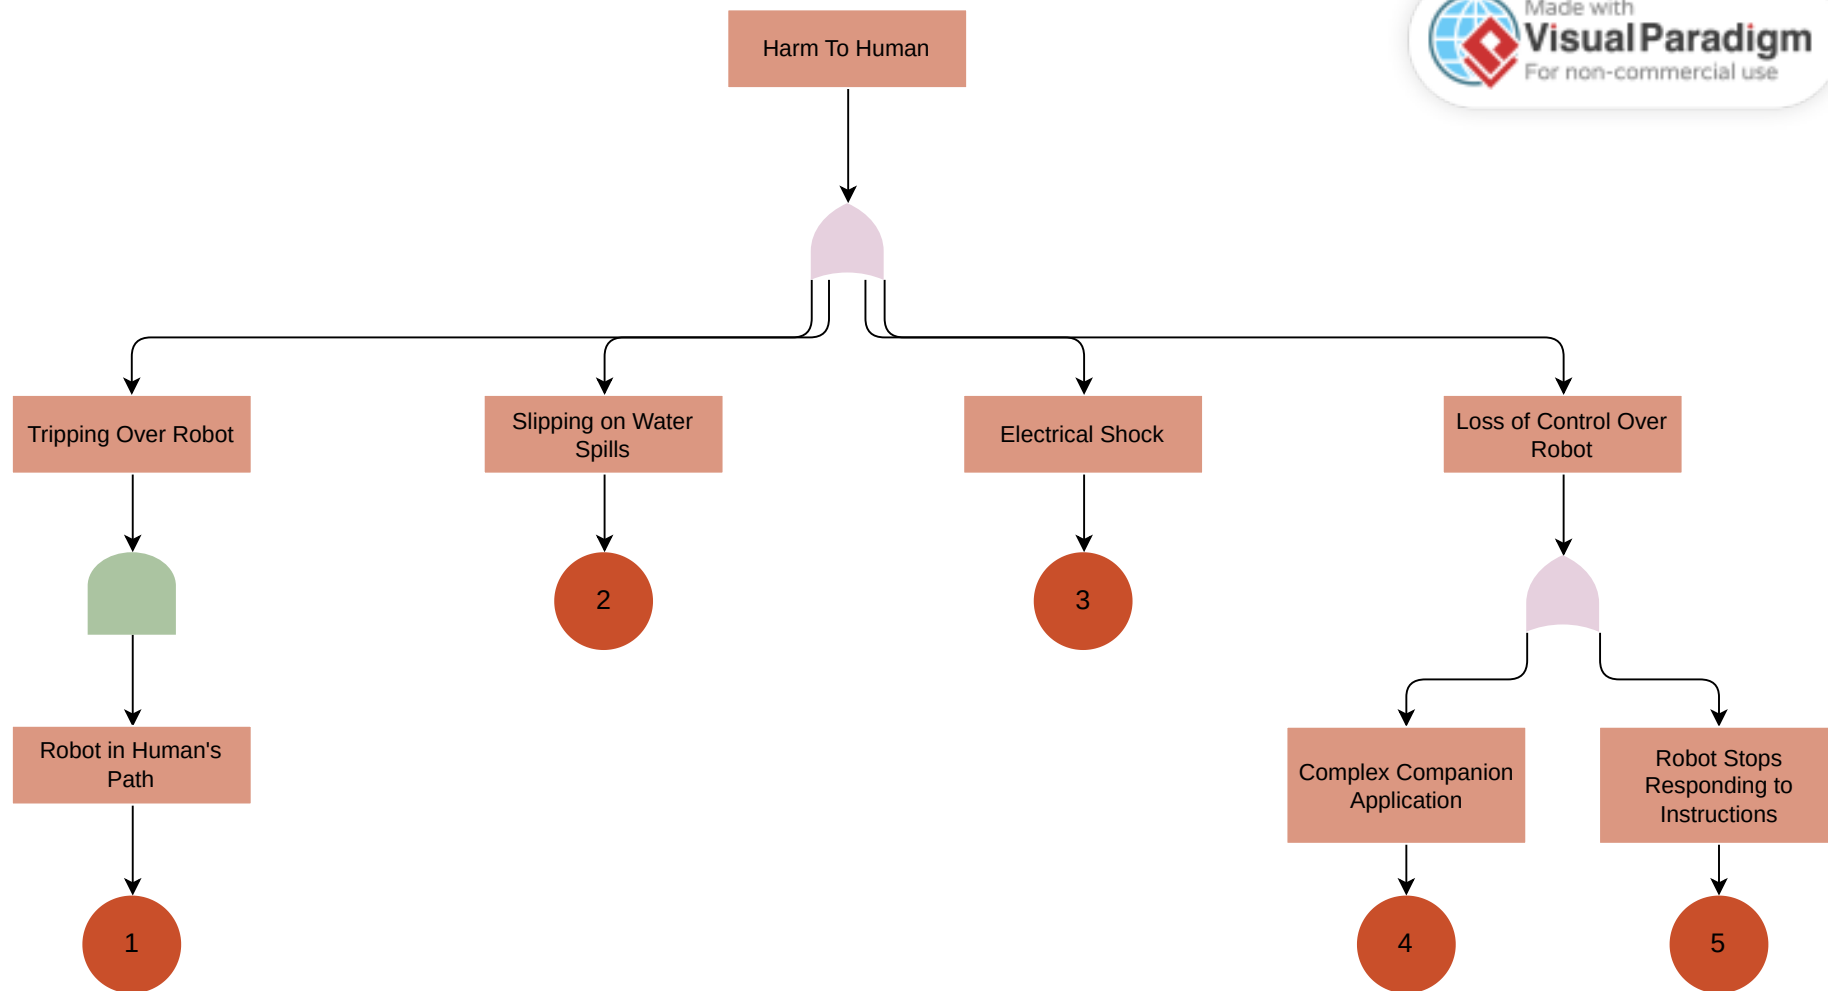 Made with
Visual Paradigm
For non-commercial use
Harm To Human
Tripping Over Robot
Slipping on Water
Spills
Electrical Shock
Loss of Control Over
Robot
2
3
Robot in Human's
Path
Complex Companion
Application
Robot Stops
Responding to
Instructions
1
4
5